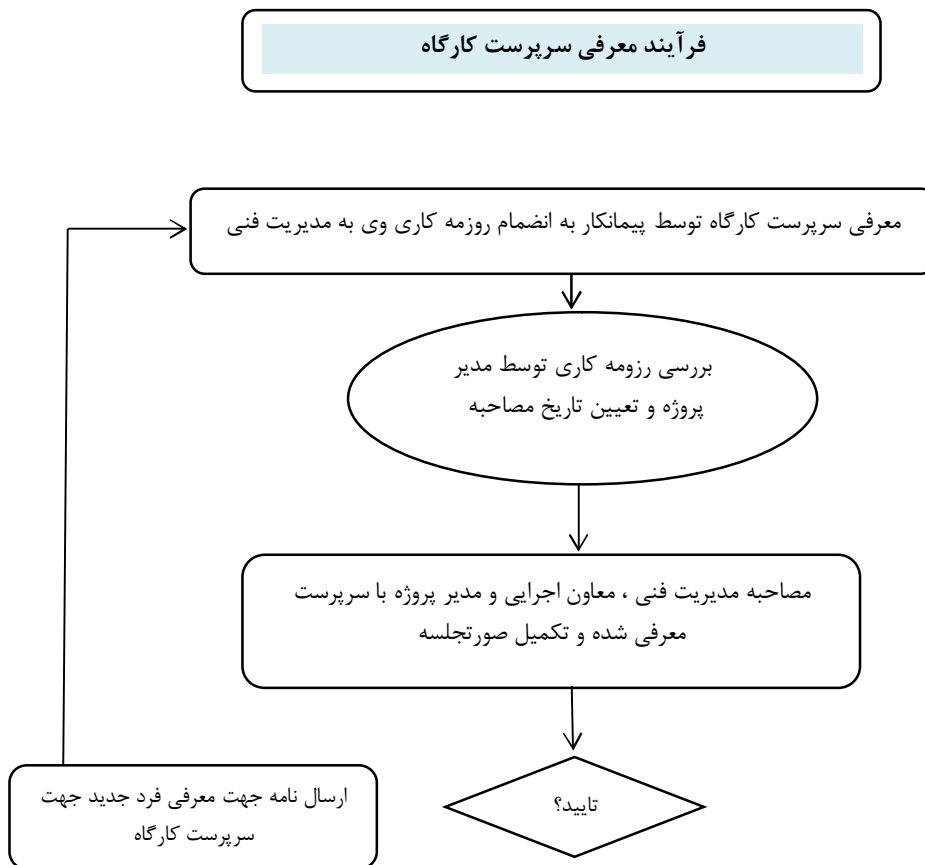 فرآیند معرفی سرپرست کارگاه
معرفی سرپرست کارگاه توسط پیمانکار به انضمام روزمه کاری وی به مدیریت فنی
بررسی رزومه کاری توسط مدیر
پروژه و تعیین تاریخ مصاحبه
مصاحبه مدیریت فنی ، معاون اجرایی و مدیر پروژه با سرپرست
معرفی شده و تکمیل صورتجلسه
تایید؟
ارسال نامه جهت معرفی فرد جدید جهت
سرپرست کارگاه